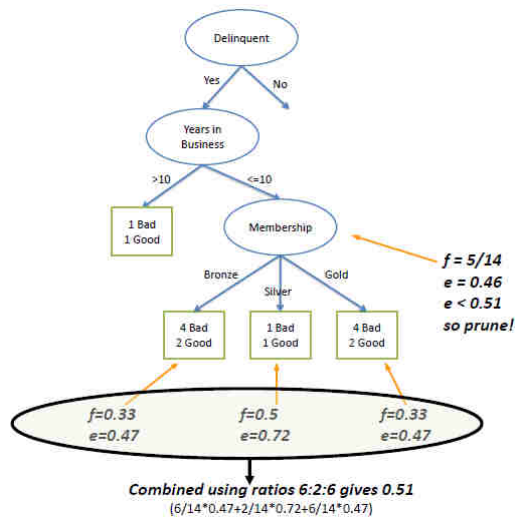 Delinquent
Yes
No
Years in
Business
>10
<=10
1 Bad
1 Good
Membership
f = 5/14
e = 0.46
e < 0.51
so prune!
Bronze
Silver
Gold
4 Bad
2 Good
1 Bad
1 Good
4 Bad
2 Good
f=0.33
e=0.47
f=0.5
e=0.72
f=0.33
e=0.47
Combined using ratios 6:2:6 gives 0.51
(6/14*0.47+2/14*0.72+6/14*0.47)